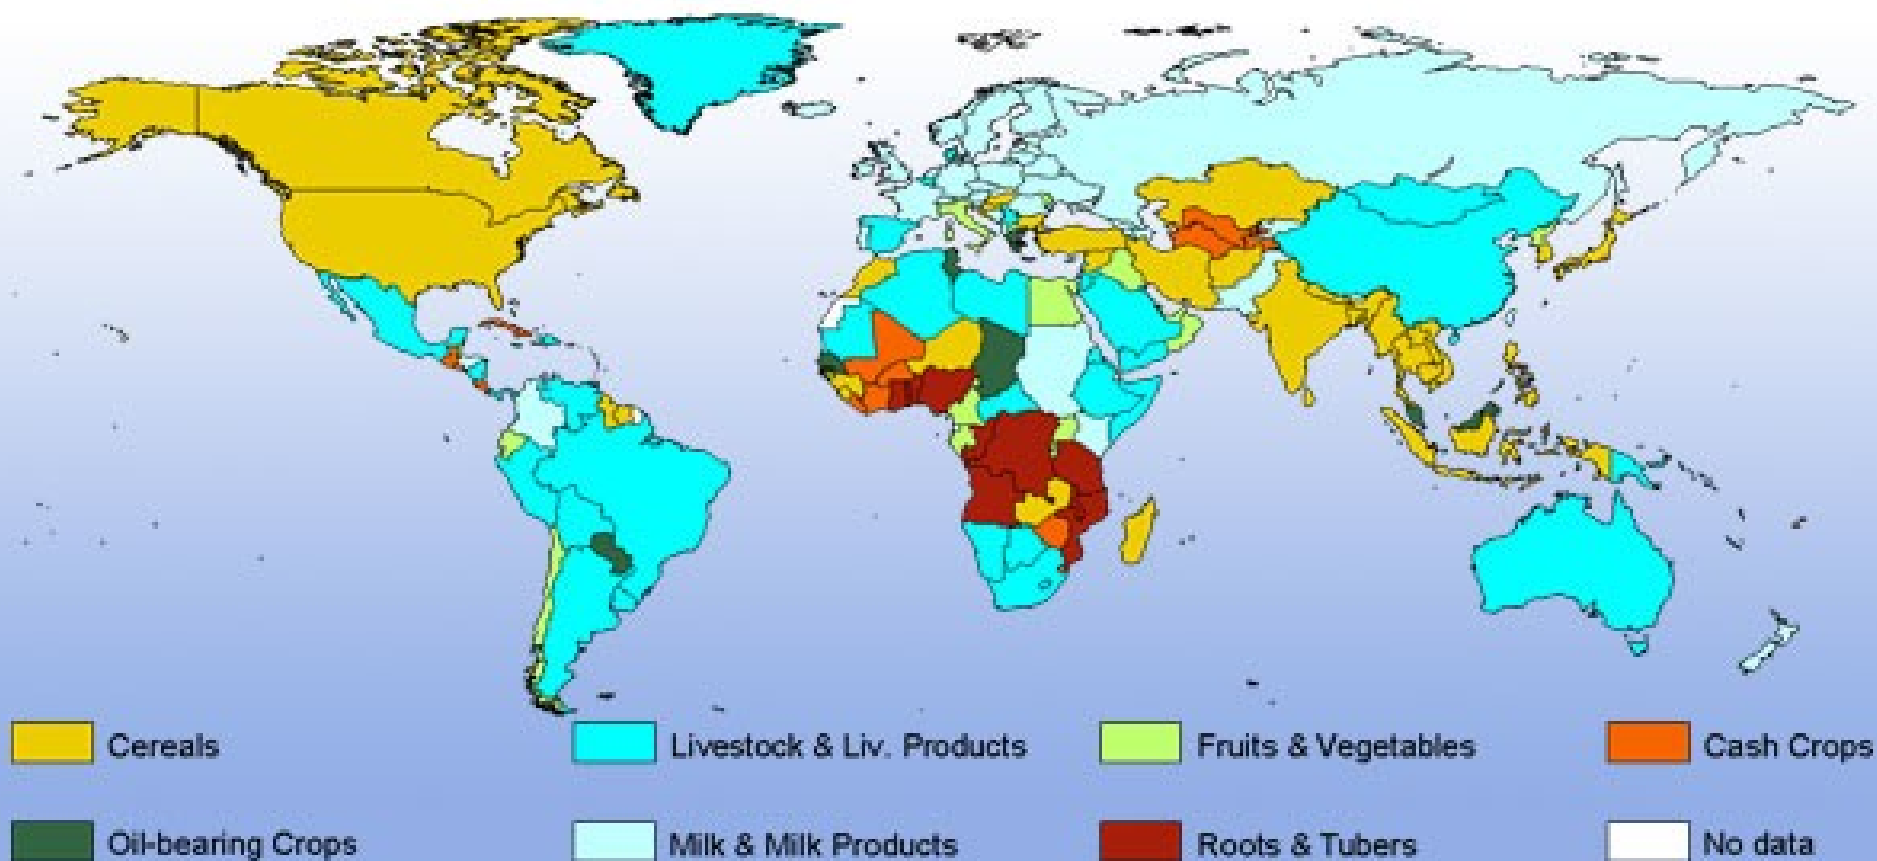 Cereals
Livestock & Liv. Products
Fruits & Vegetables
Cash Crops
Oil-bearing Crops
Milk & Milk Products
Roots & Tubers
No data